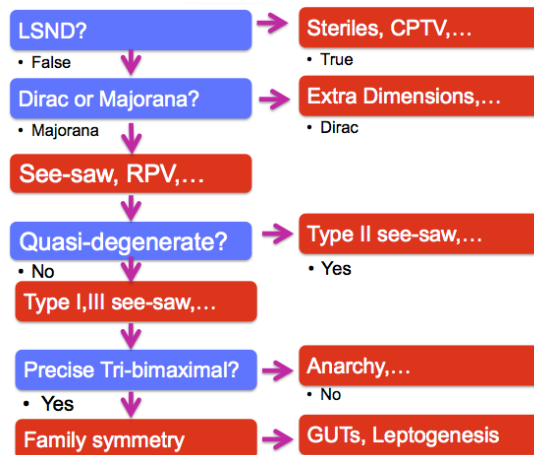 LSND?
Steriles, CPTV,...
• False
• True
Dirac or Majorana?
Extra Dimensions,...
• Majorana
• Dirac
See-saw, RPV,...
Quasi-degenerate?
Type II see-saw,...
• No
• Yes
Type I,III see-saw,...
Precise Tri-bimaximal?
Anarchy,...
• Yes
• No
Family symmetry
GUTs, Leptogenesis